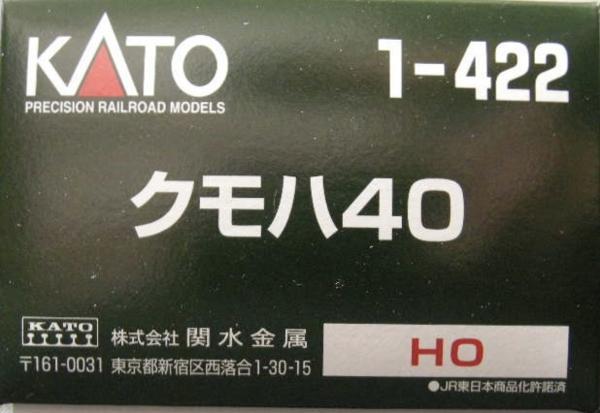 KATO 1-422
PRECISION RAILROAD MODELS
クモハ40
KATO 株式会社 関水金属 HO
〒161-0031 東京都新宿区西落合1-30-15
●JR東日本商品化許諾済